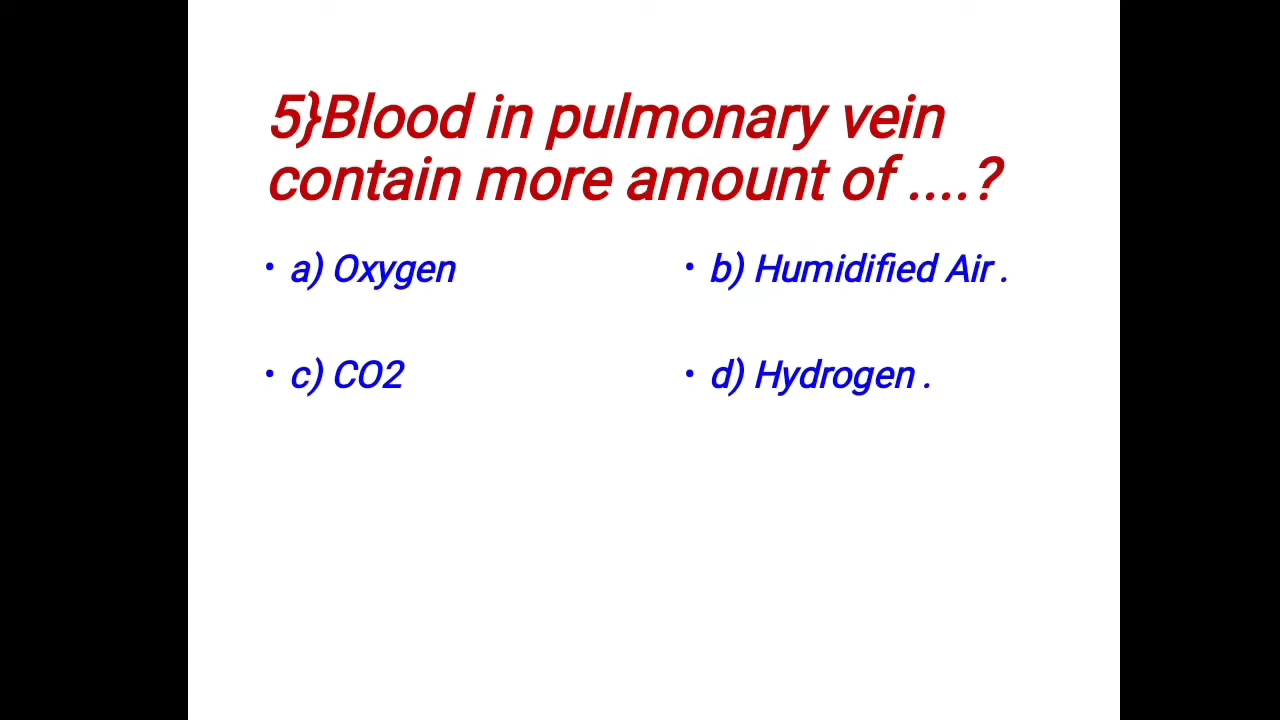 5}Blood in pulmonary vein
contain more amount of ....?
• a) Oxygen
• b) Humidified Air .
• c) CO2
• d) Hydrogen .